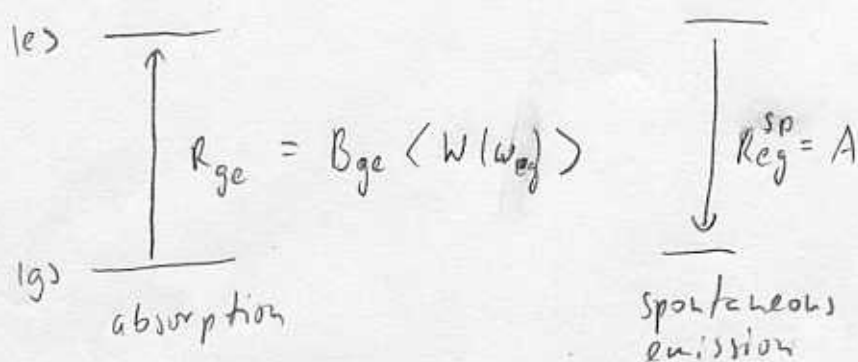 |e>
R_ge = B_ge <W(ω_eg)>
R_eg^sp = A
|g>
absorption
spontaneous
emission